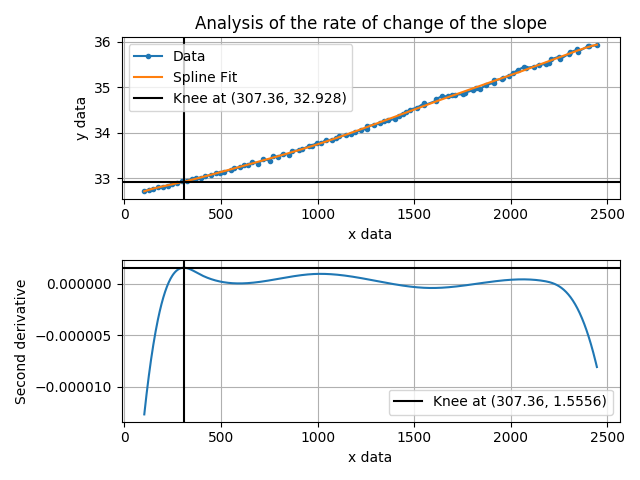 Analysis of the rate of change of the slope
36
35
34
33
y data
Data
Spline Fit
Knee at (307.36, 32.928)
0
500
1000
1500
2000
2500
x data
0.000000
−0.000005
−0.000010
Second derivative
Knee at (307.36, 1.5556)
0
500
1000
1500
2000
2500
x data